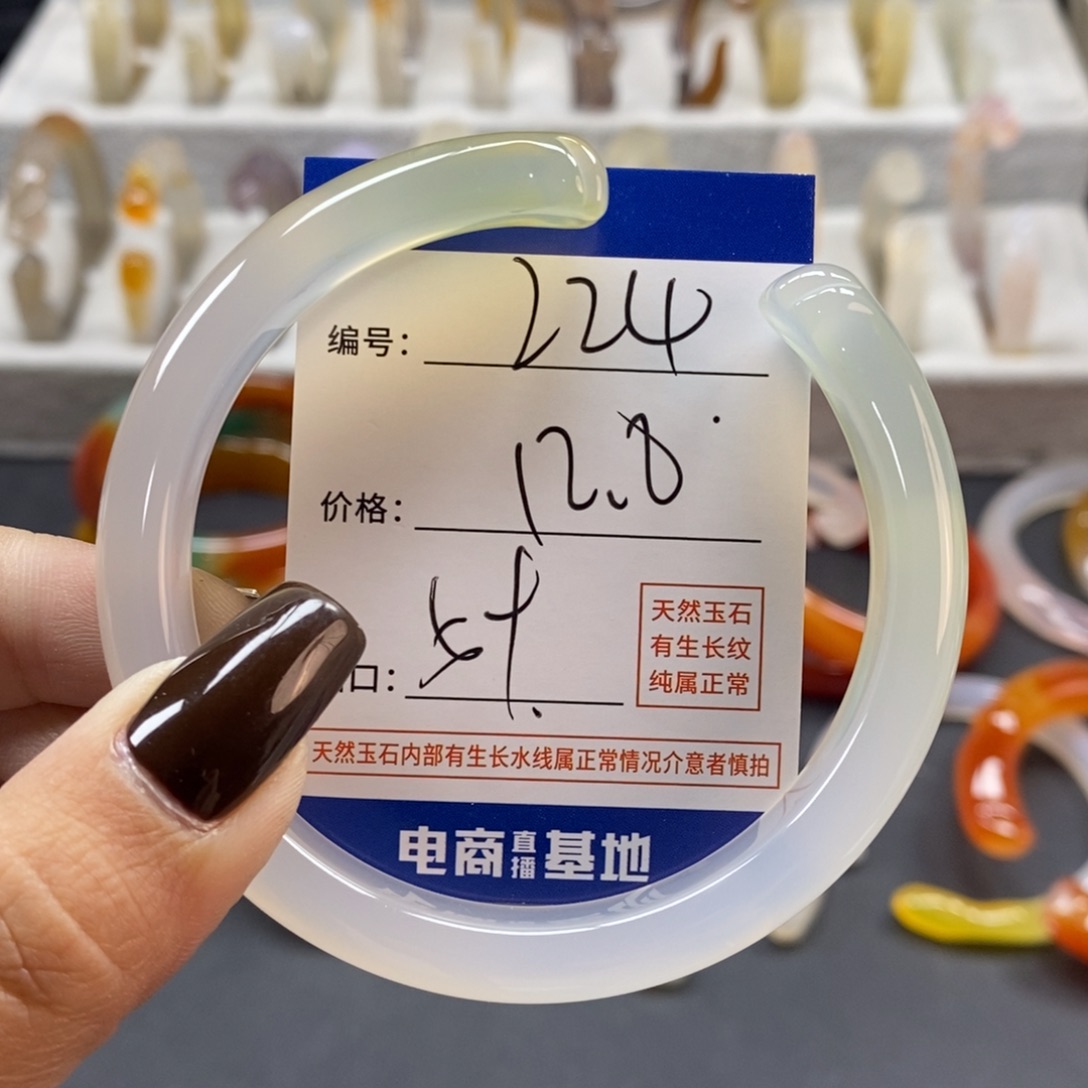 编号: 224
价格: 12.8
口: 57.
天然玉石
有生长纹
纯属正常
天然玉石内部有生长水线属正常情况介意者慎拍
电商直播基地